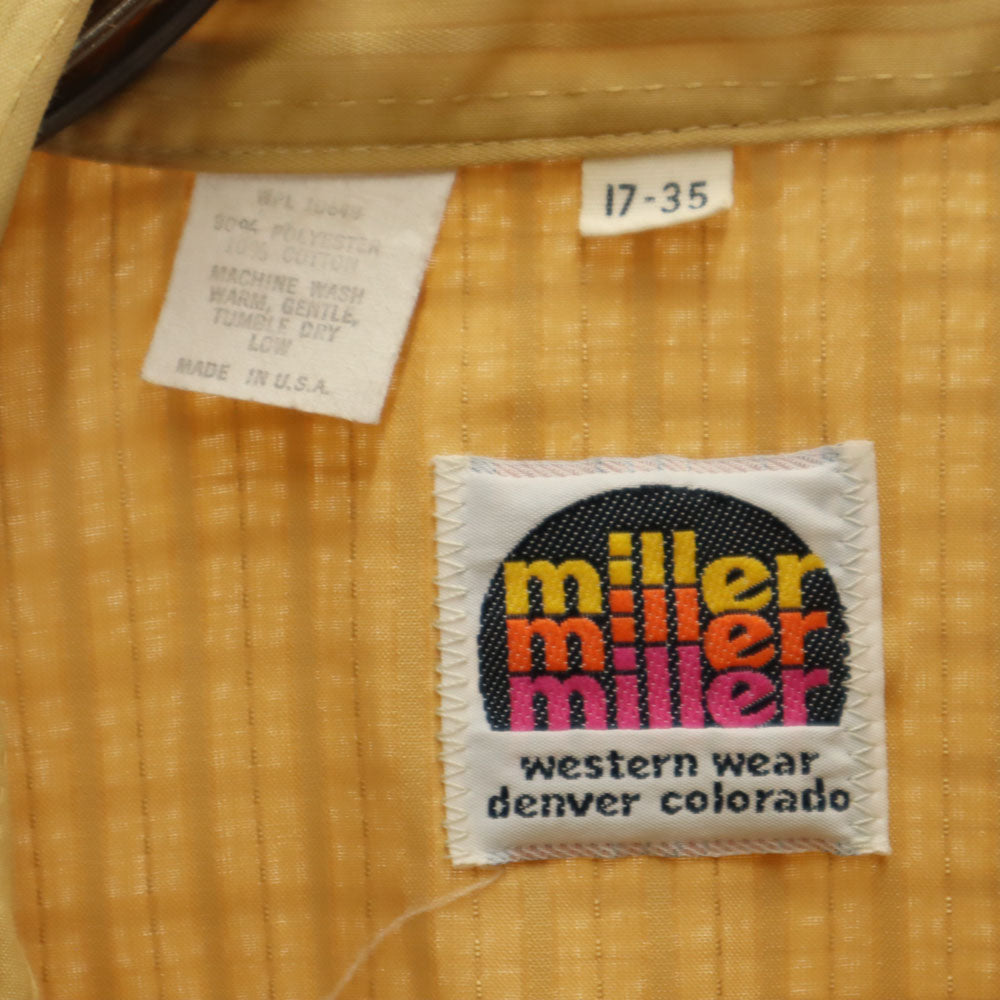 WPL 10649
90% POLYESTER
10% COTTON
MACHINE WASH
WARM, GENTLE,
TUMBLE DRY
LOW
MADE IN U.S.A.
17-35
miller
miller
miller
western wear
denver colorado